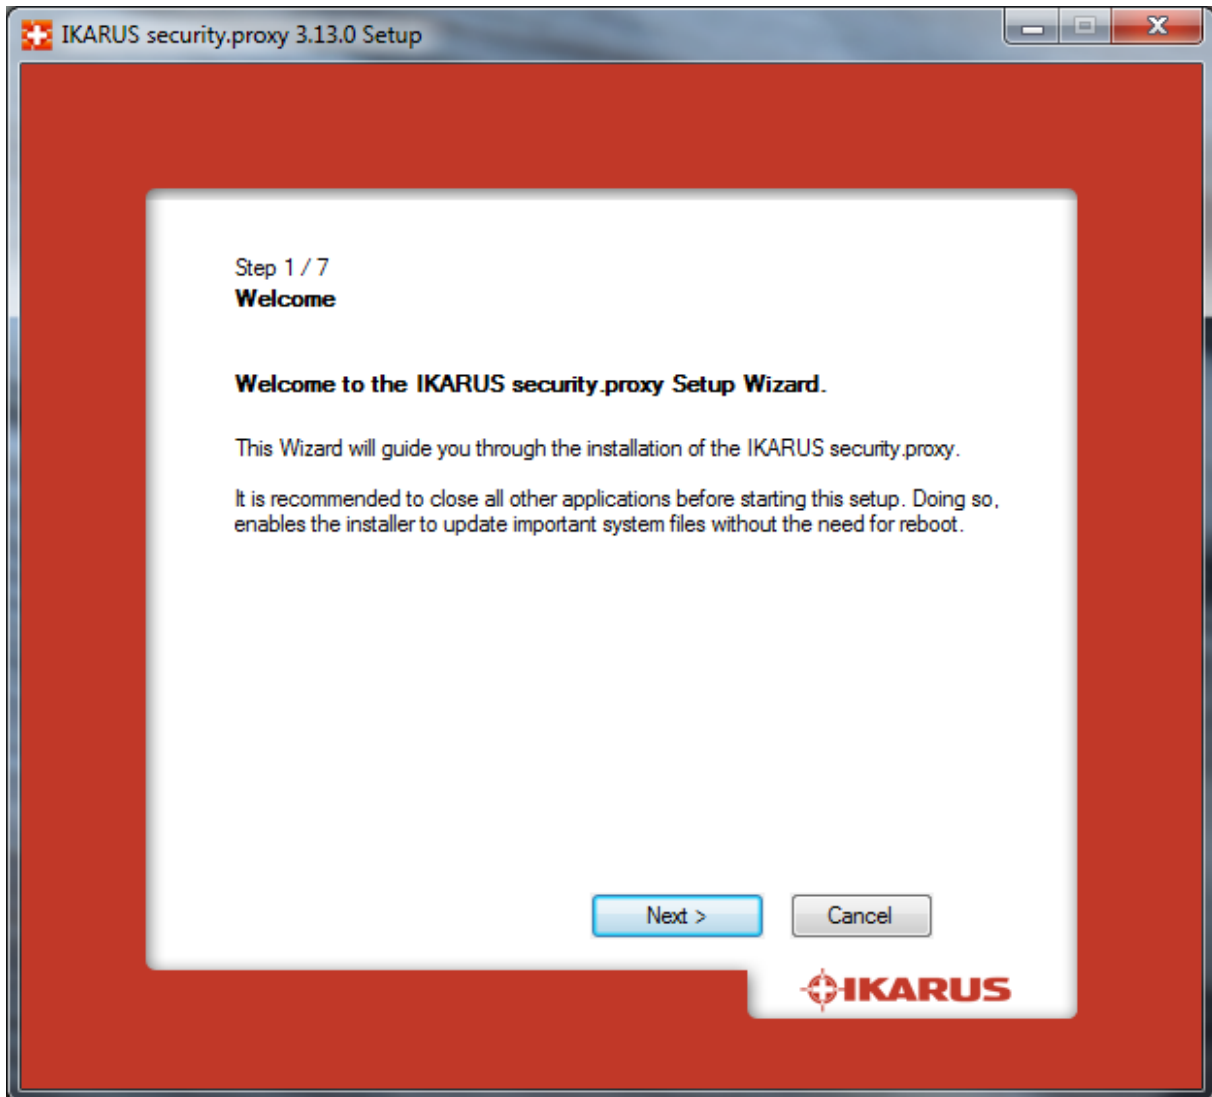 IKARUS security.proxy 3.13.0 Setup
Step 1 / 7
Welcome
Welcome to the IKARUS security.proxy Setup Wizard.
This Wizard will guide you through the installation of the IKARUS security.proxy.
It is recommended to close all other applications before starting this setup. Doing so,
enables the installer to update important system files without the need for reboot.
Next >
Cancel
IKARUS